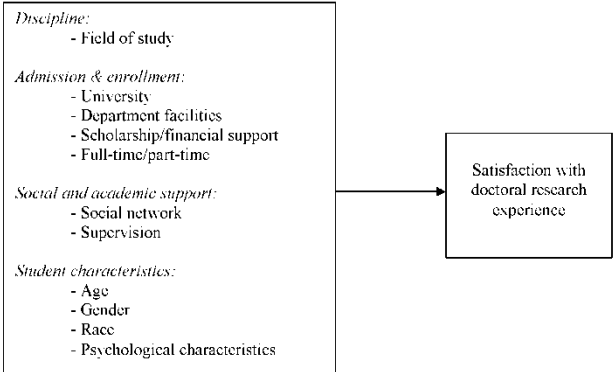 Discipline:
- Field of study
Admission & enrollment:
- University
- Department facilities
- Scholarship/financial support
- Full-time/part-time
Social and academic support:
- Social network
- Supervision
Student characteristics:
- Age
- Gender
- Race
- Psychological characteristics
Satisfaction with
doctoral research
experience